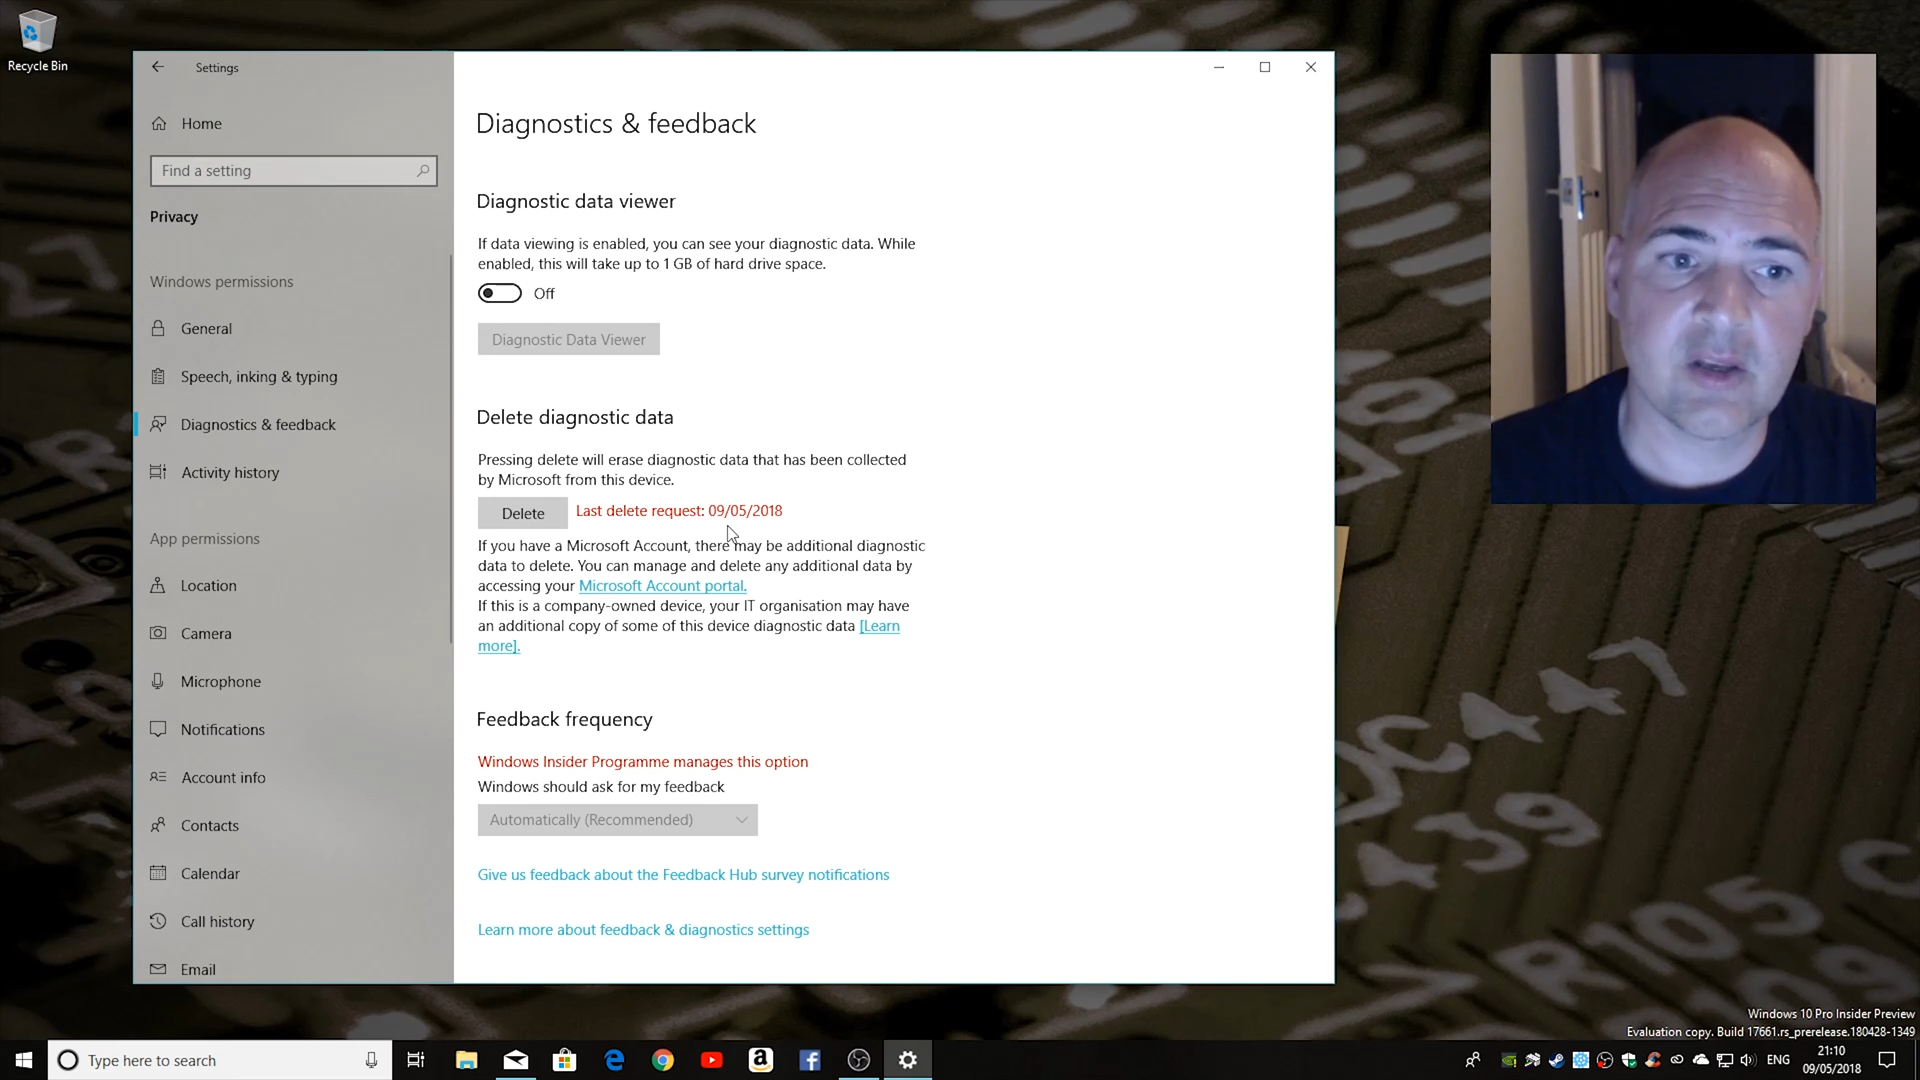 Recycle Bin
Settings
Home
Find a setting
Privacy
Windows permissions
General
Speech, inking & typing
Diagnostics & feedback
Activity history
App permissions
Location
Camera
Microphone
Notifications
Account info
Contacts
Calendar
Call history
Email
Diagnostics & feedback
Diagnostic data viewer
If data viewing is enabled, you can see your diagnostic data. While
enabled, this will take up to 1 GB of hard drive space.
Off
Diagnostic Data Viewer
Delete diagnostic data
Pressing delete will erase diagnostic data that has been collected
by Microsoft from this device.
Delete
Last delete request: 09/05/2018
If you have a Microsoft Account, there may be additional diagnostic
data to delete. You can manage and delete any additional data by
accessing your Microsoft Account portal.
If this is a company-owned device, your IT organisation may have
an additional copy of some of this device diagnostic data [Learn
more].
Feedback frequency
Windows Insider Programme manages this option
Windows should ask for my feedback
Automatically (Recommended)
Give us feedback about the Feedback Hub survey notifications
Learn more about feedback & diagnostics settings
C447
C439
R105 C
Windows 10 Pro Insider Preview
Evaluation copy. Build 17661.rs_prerelease.180428-1349
Type here to search
ENG
21:10
09/05/2018